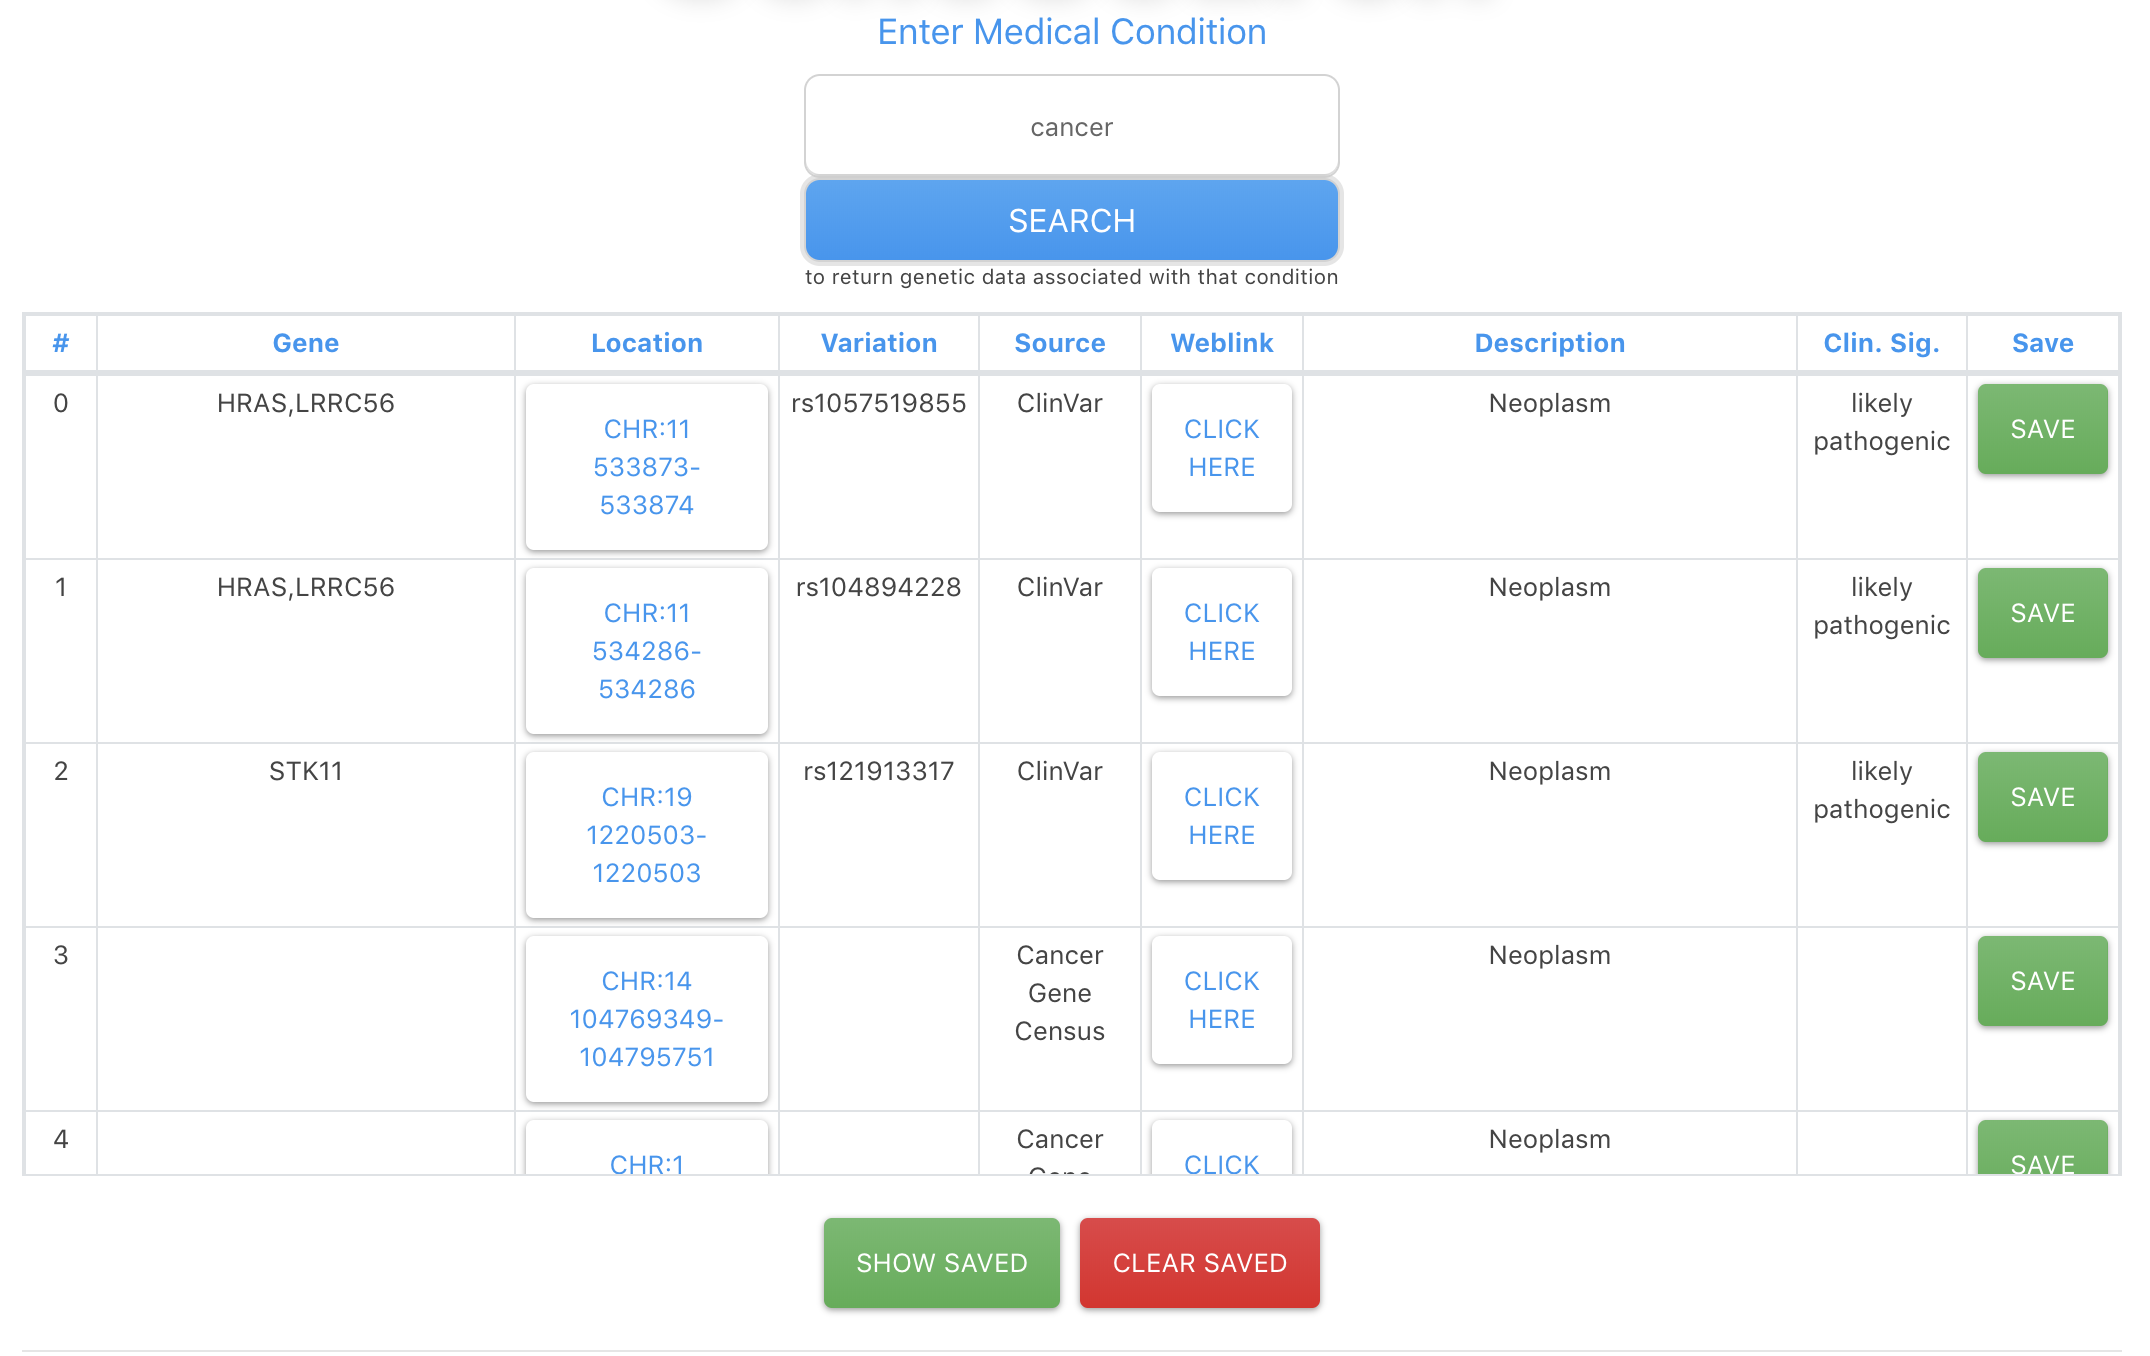 Enter Medical Condition
cancer
SEARCH
to return genetic data associated with that condition
# Gene Location Variation Source Weblink Description Clin. Sig. Save
0 HRAS,LRRC56 CHR:11 533873-533874 rs1057519855 ClinVar CLICK HERE Neoplasm likely pathogenic SAVE
1 HRAS,LRRC56 CHR:11 534286-534286 rs104894228 ClinVar CLICK HERE Neoplasm likely pathogenic SAVE
2 STK11 CHR:19 1220503-1220503 rs121913317 ClinVar CLICK HERE Neoplasm likely pathogenic SAVE
3 CHR:14 104769349-104795751 Cancer Gene Census CLICK HERE Neoplasm SAVE
4 CHR:1 Cancer Gene CLICK Neoplasm SAVE
SHOW SAVED CLEAR SAVED